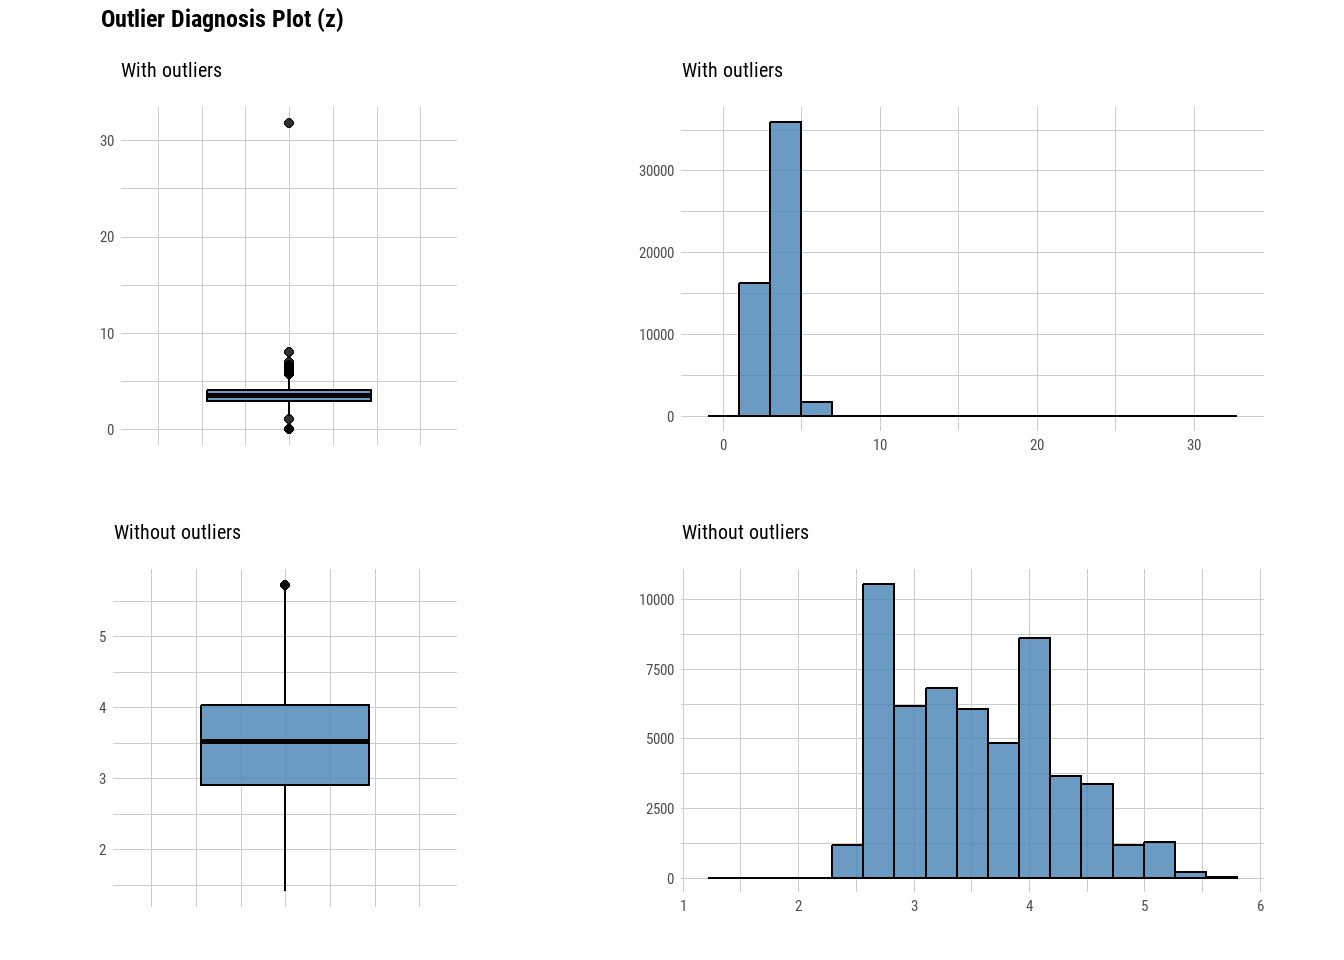 Outlier Diagnosis Plot (z)
With outliers
30
20
10
0
With outliers
30000
20000
10000
0
0 10 20 30
Without outliers
5
4
3
2
Without outliers
10000
7500
5000
2500
0
1 2 3 4 5 6